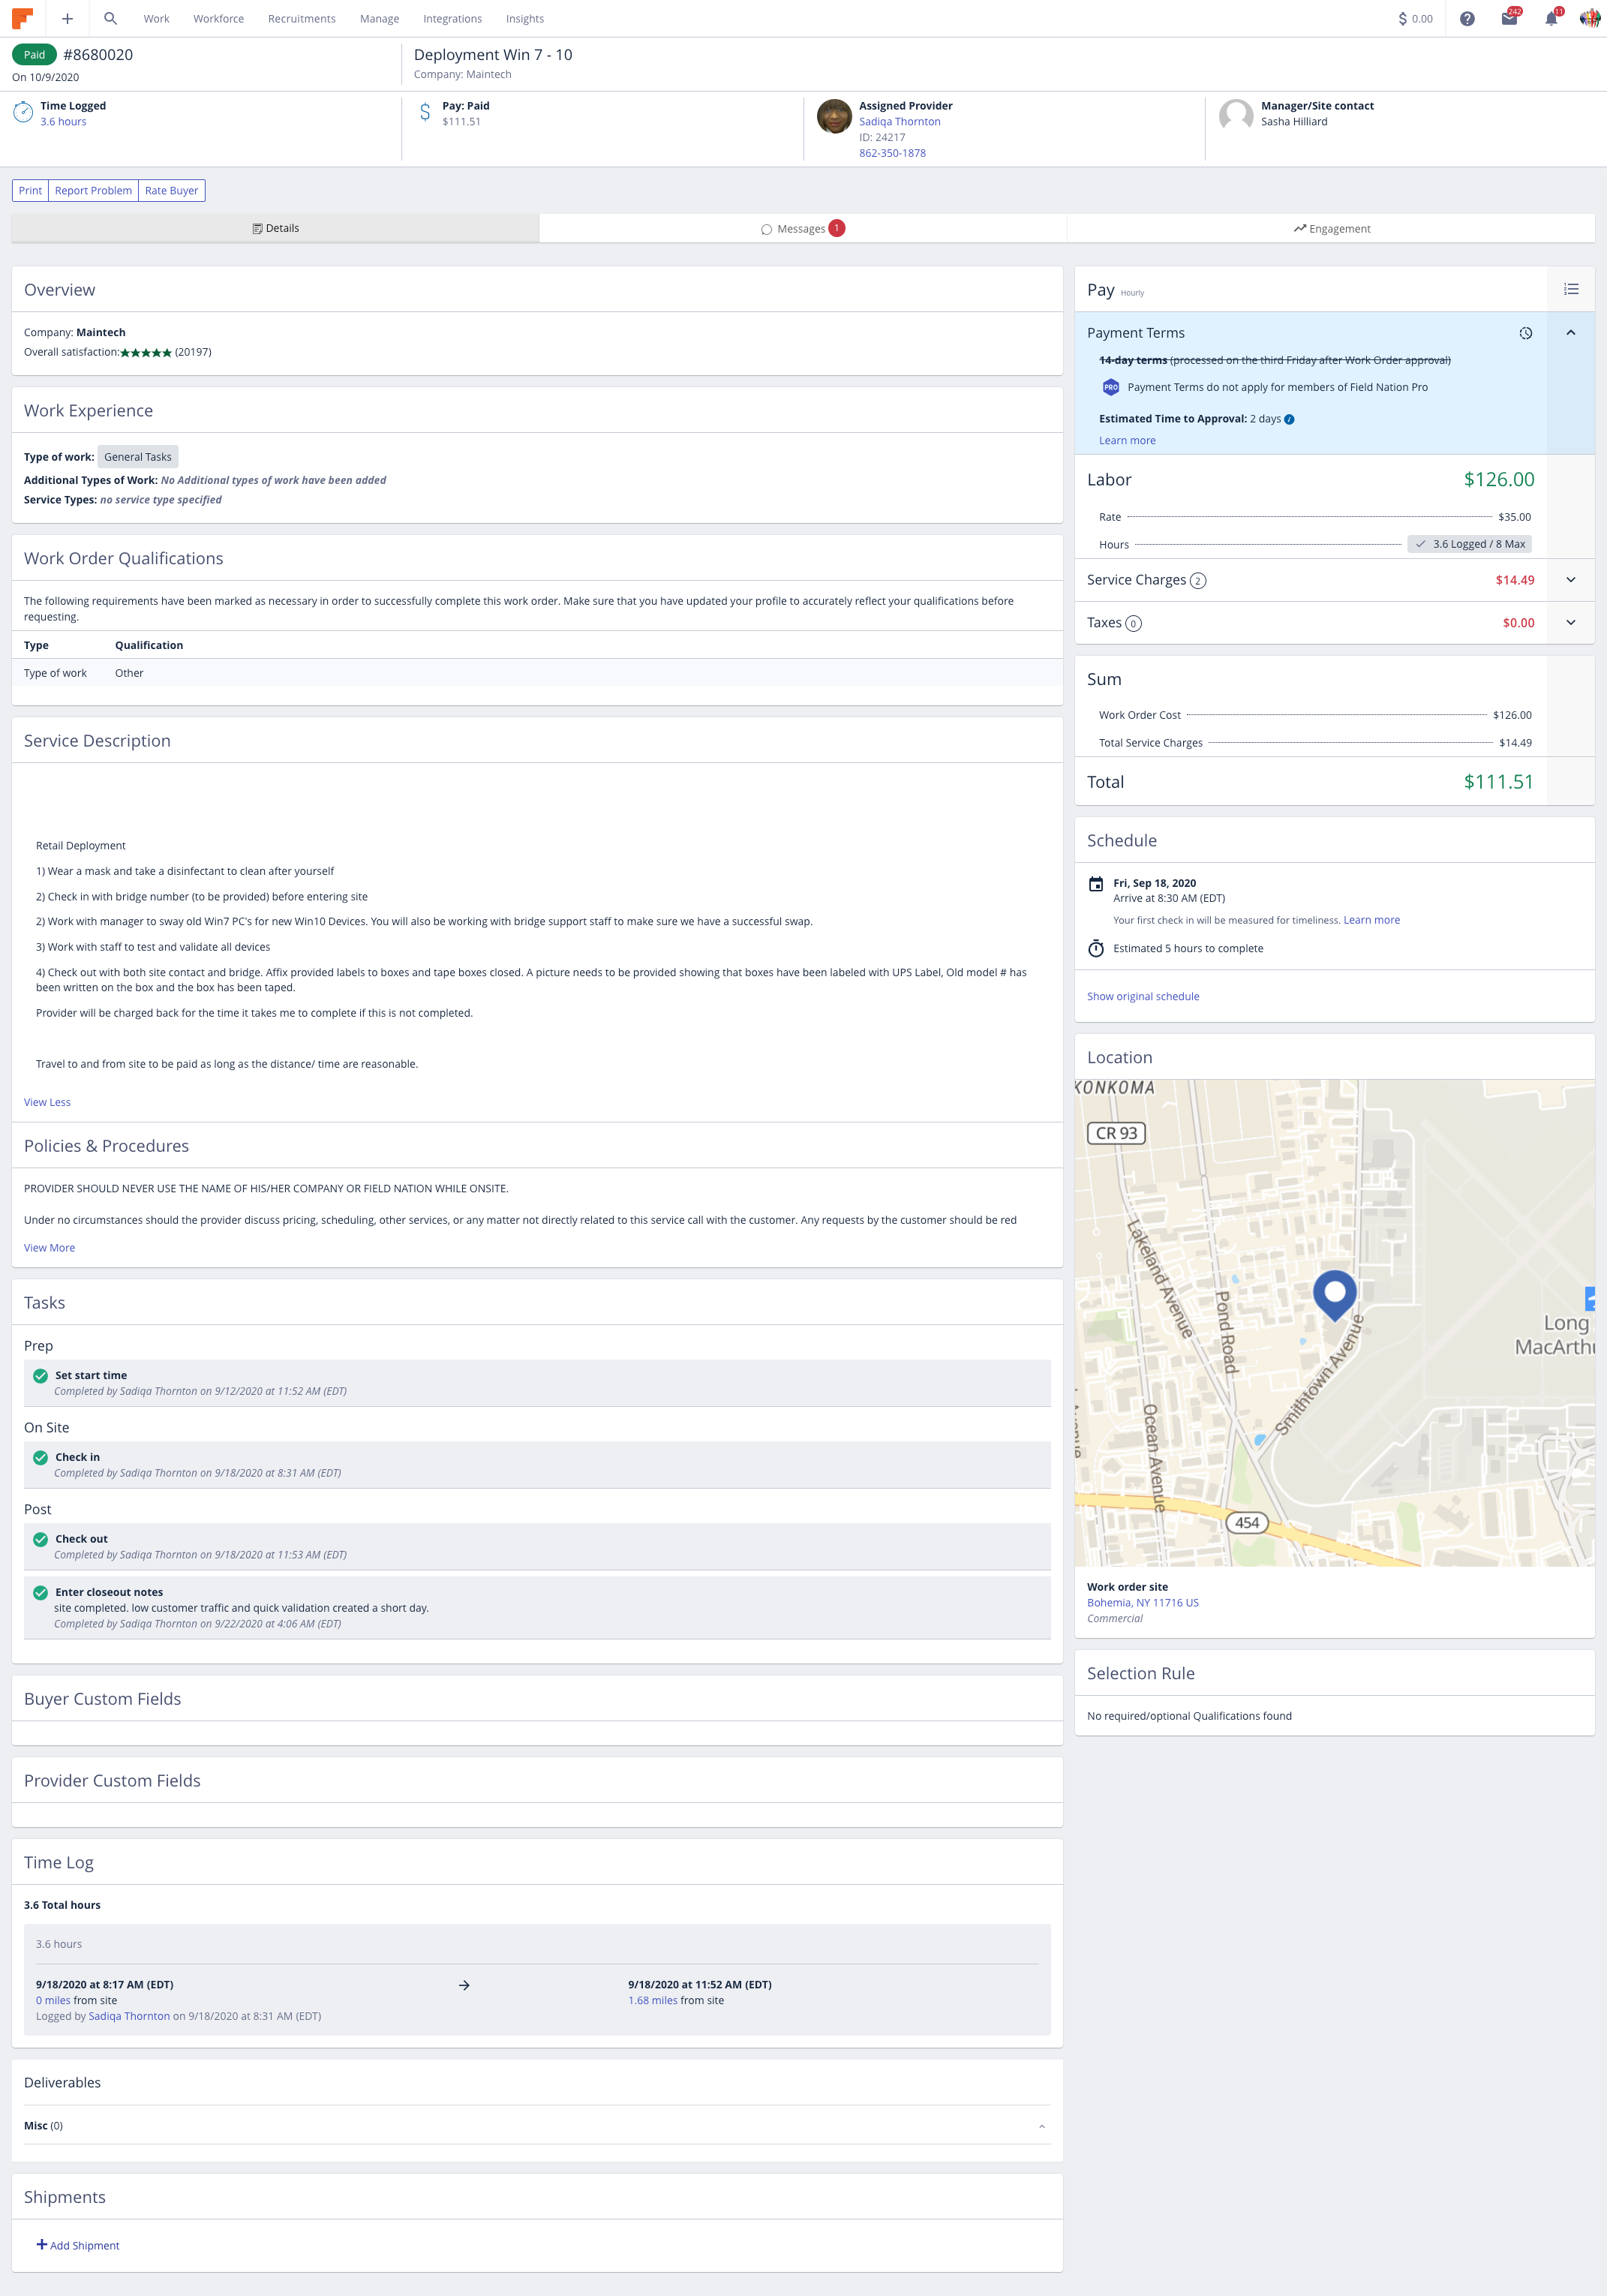 Work Workforce Recruitments Manage Integrations Insights $ 0.00 242 11
Paid #8680020
On 10/9/2020
Deployment Win 7 - 10
Company: Maintech
Time Logged
3.6 hours
Pay: Paid
$111.51
Assigned Provider
Sadiqa Thornton
ID: 24217
862-350-1878
Manager/Site contact
Sasha Hilliard
Print Report Problem Rate Buyer
Details Messages 1 Engagement
Overview
Company: Maintech
Overall satisfaction:★★★★★ (20197)
Work Experience
Type of work: General Tasks
Additional Types of Work: No Additional types of work have been added
Service Types: no service type specified
Work Order Qualifications
The following requirements have been marked as necessary in order to successfully complete this work order. Make sure that you have updated your profile to accurately reflect your qualifications before
requesting.
Type Qualification
Type of work Other
Service Description
Retail Deployment
1) Wear a mask and take a disinfectant to clean after yourself
2) Check in with bridge number (to be provided) before entering site
2) Work with manager to sway old Win7 PC's for new Win10 Devices. You will also be working with bridge support staff to make sure we have a successful swap.
3) Work with staff to test and validate all devices
4) Check out with both site contact and bridge. Affix provided labels to boxes and tape boxes closed. A picture needs to be provided showing that boxes have been labeled with UPS Label, Old model # has
been written on the box and the box has been taped.
Provider will be charged back for the time it takes me to complete if this is not completed.
Travel to and from site to be paid as long as the distance/ time are reasonable.
View Less
Policies & Procedures
PROVIDER SHOULD NEVER USE THE NAME OF HIS/HER COMPANY OR FIELD NATION WHILE ONSITE.
Under no circumstances should the provider discuss pricing, scheduling, other services, or any matter not directly related to this service call with the customer. Any requests by the customer should be red
View More
Tasks
Prep
Set start time
Completed by Sadiqa Thornton on 9/12/2020 at 11:52 AM (EDT)
On Site
Check in
Completed by Sadiqa Thornton on 9/18/2020 at 8:31 AM (EDT)
Post
Check out
Completed by Sadiqa Thornton on 9/18/2020 at 11:53 AM (EDT)
Enter closeout notes
site completed. low customer traffic and quick validation created a short day.
Completed by Sadiqa Thornton on 9/22/2020 at 4:06 AM (EDT)
Buyer Custom Fields
Provider Custom Fields
Time Log
3.6 Total hours
3.6 hours
9/18/2020 at 8:17 AM (EDT) → 9/18/2020 at 11:52 AM (EDT)
0 miles from site 1.68 miles from site
Logged by Sadiqa Thornton on 9/18/2020 at 8:31 AM (EDT)
Deliverables
Misc (0)
Shipments
Add Shipment
Pay Hourly
Payment Terms
14-day terms (processed on the third Friday after Work Order approval)
PRO Payment Terms do not apply for members of Field Nation Pro
Estimated Time to Approval: 2 days
Learn more
Labor $126.00
Rate $35.00
Hours 3.6 Logged / 8 Max
Service Charges 2 $14.49
Taxes 0 $0.00
Sum
Work Order Cost $126.00
Total Service Charges $14.49
Total $111.51
Schedule
Fri, Sep 18, 2020
Arrive at 8:30 AM (EDT)
Your first check in will be measured for timeliness. Learn more
Estimated 5 hours to complete
Show original schedule
Location
KONKOMA
CR 93
Lakeland Avenue
Pond Road
Smithtown Avenue
Ocean Avenue
Long
MacArthu
454
Work order site
Bohemia, NY 11716 US
Commercial
Selection Rule
No required/optional Qualifications found